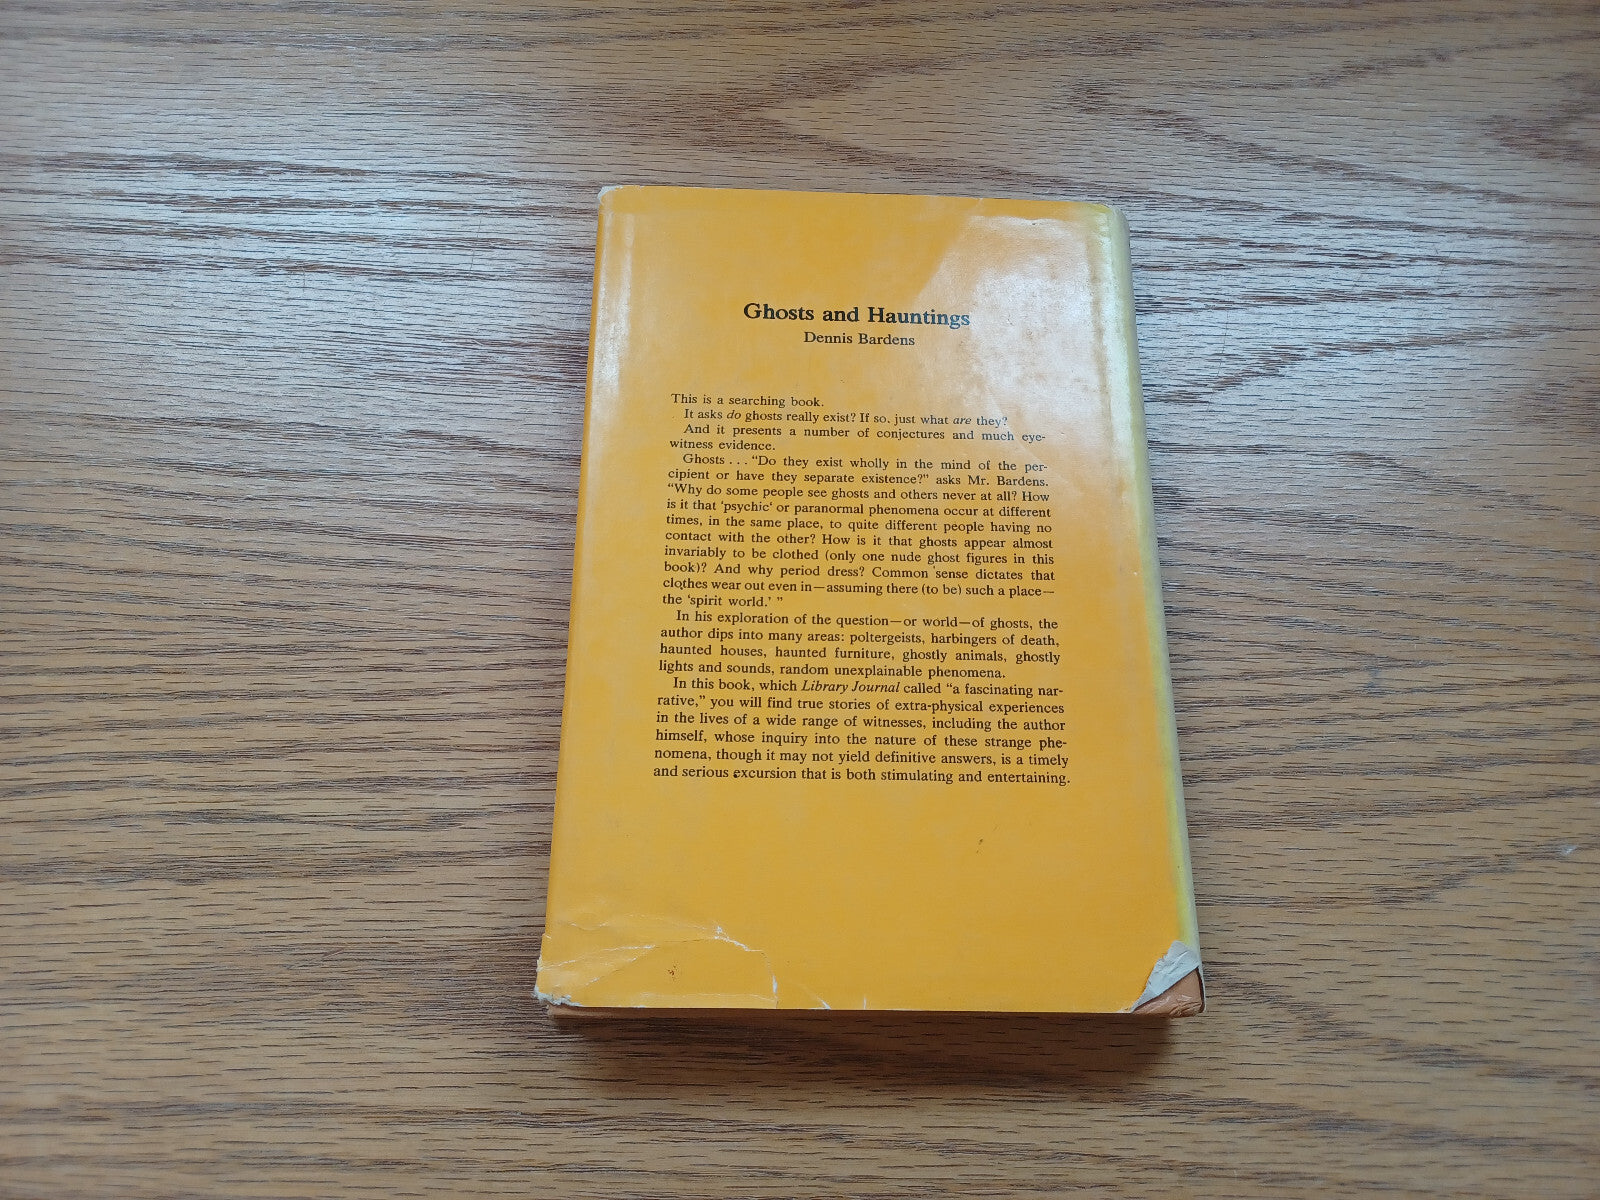 Ghosts and Hauntings
Dennis Bardens
This is a searching book.
It asks do ghosts really exist? If so, just what are they?
And it presents a number of conjectures and much eye-
witness evidence.
Ghosts . . . “Do they exist wholly in the mind of the per-
cipient or have they separate existence?” asks Mr. Bardens.
“Why do some people see ghosts and others never at all? How
is it that ‘psychic‘ or paranormal phenomena occur at different
times, in the same place, to quite different people having no
contact with the other? How is it that ghosts appear almost
invariably to be clothed (only one nude ghost figures in this
book)? And why period dress? Common sense dictates that
clothes wear out even in—assuming there (to be) such a place—
the ‘spirit world.’ ”
In his exploration of the question—or world—of ghosts, the
author dips into many areas: poltergeists, harbingers of death,
haunted houses, haunted furniture, ghostly animals, ghostly
lights and sounds, random unexplainable phenomena.
In this book, which Library Journal called “a fascinating nar-
rative,” you will find true stories of extra-physical experiences
in the lives of a wide range of witnesses, including the author
himself, whose inquiry into the nature of these strange phe-
nomena, though it may not yield definitive answers, is a timely
and serious excursion that is both stimulating and entertaining.